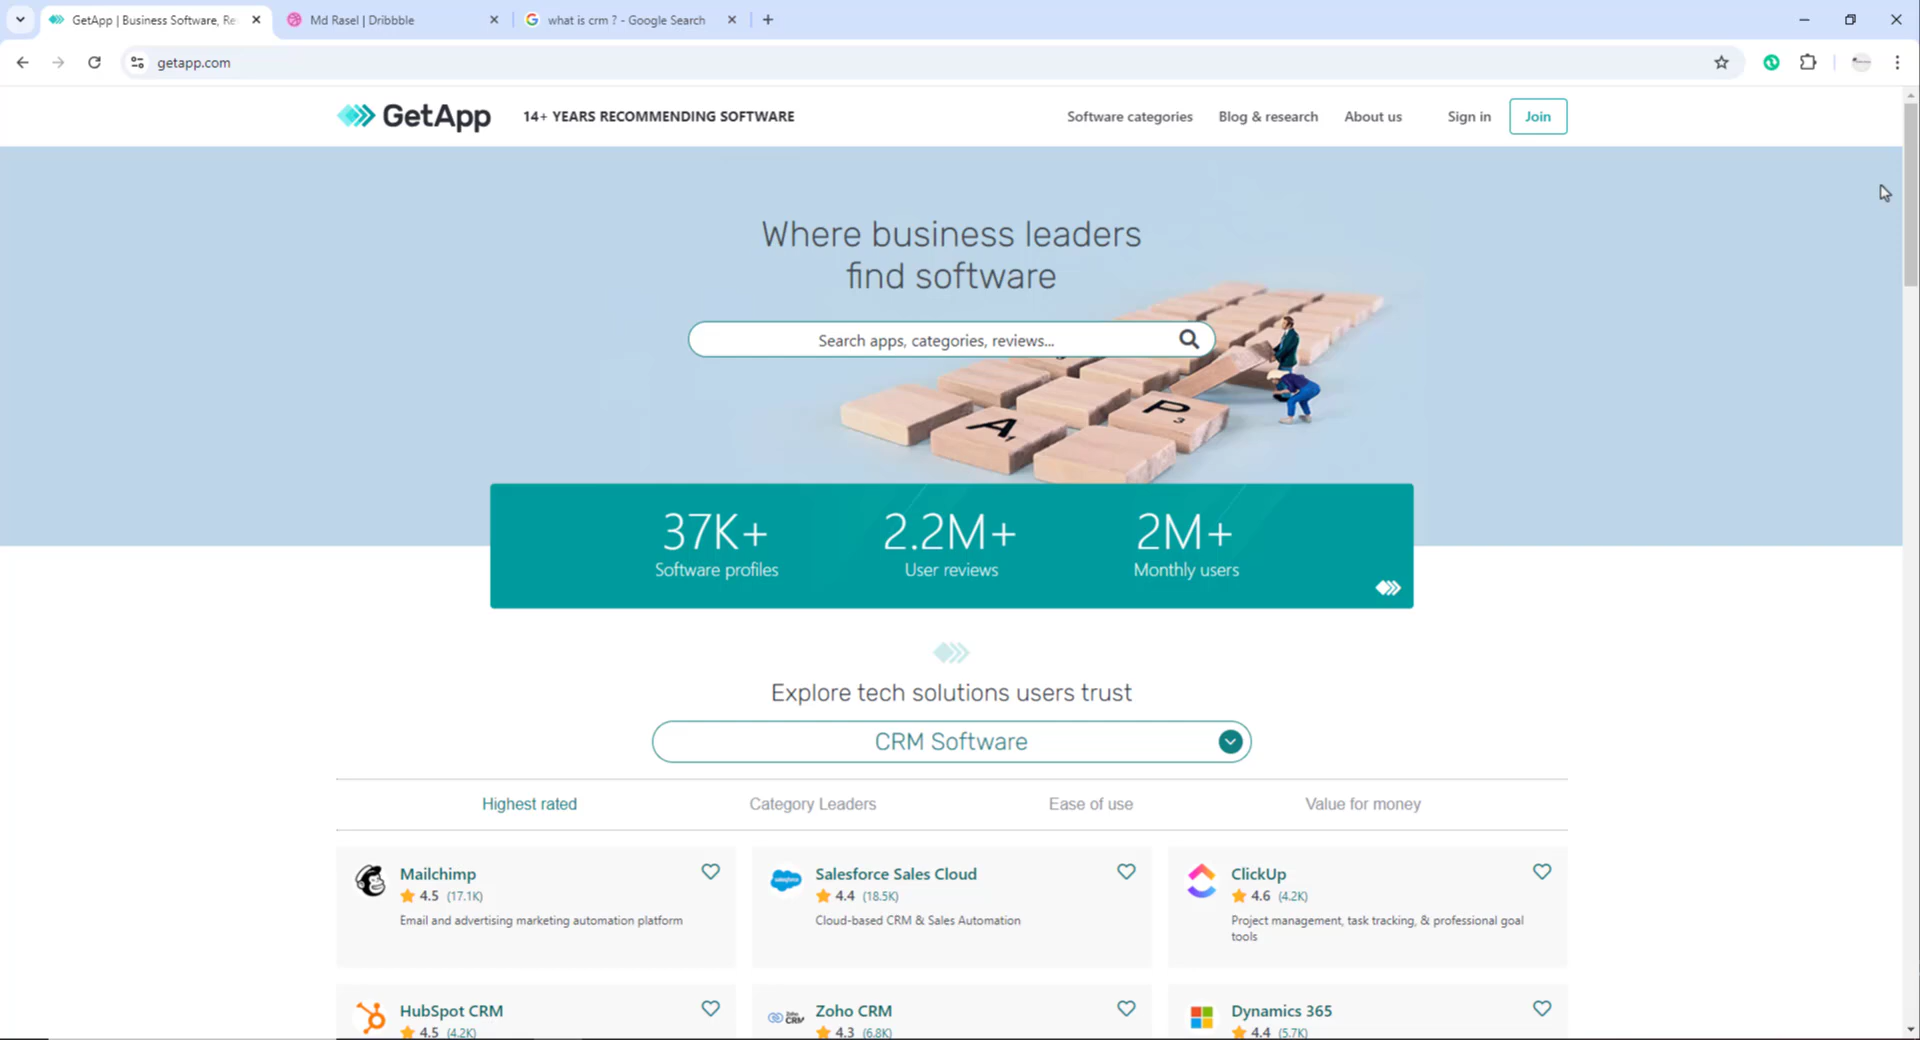 GetApp | Business Software, Re
Md Rasel | Dribbble
what is crm ? - Google Search
getapp.com
GetApp
14+ YEARS RECOMMENDING SOFTWARE
Software categories
Blog & research
About us
Sign in
Join
Where business leaders
find software
Search apps, categories, reviews...
A1
P3
37K+
2.2M+
2M+
Software profiles
User reviews
Monthly users
Explore tech solutions users trust
CRM Software
Highest rated
Category Leaders
Ease of use
Value for money
Mailchimp
4.5 (17.1K)
Email and advertising marketing automation platform
Salesforce Sales Cloud
4.4 (18.5K)
Cloud-based CRM & Sales Automation
ClickUp
4.6 (4.2K)
Project management, task tracking, & professional goal
tools
HubSpot CRM
4.5 (4.2K)
Zoho CRM
4.3 (6.8K)
Dynamics 365
4.4 (5.7K)